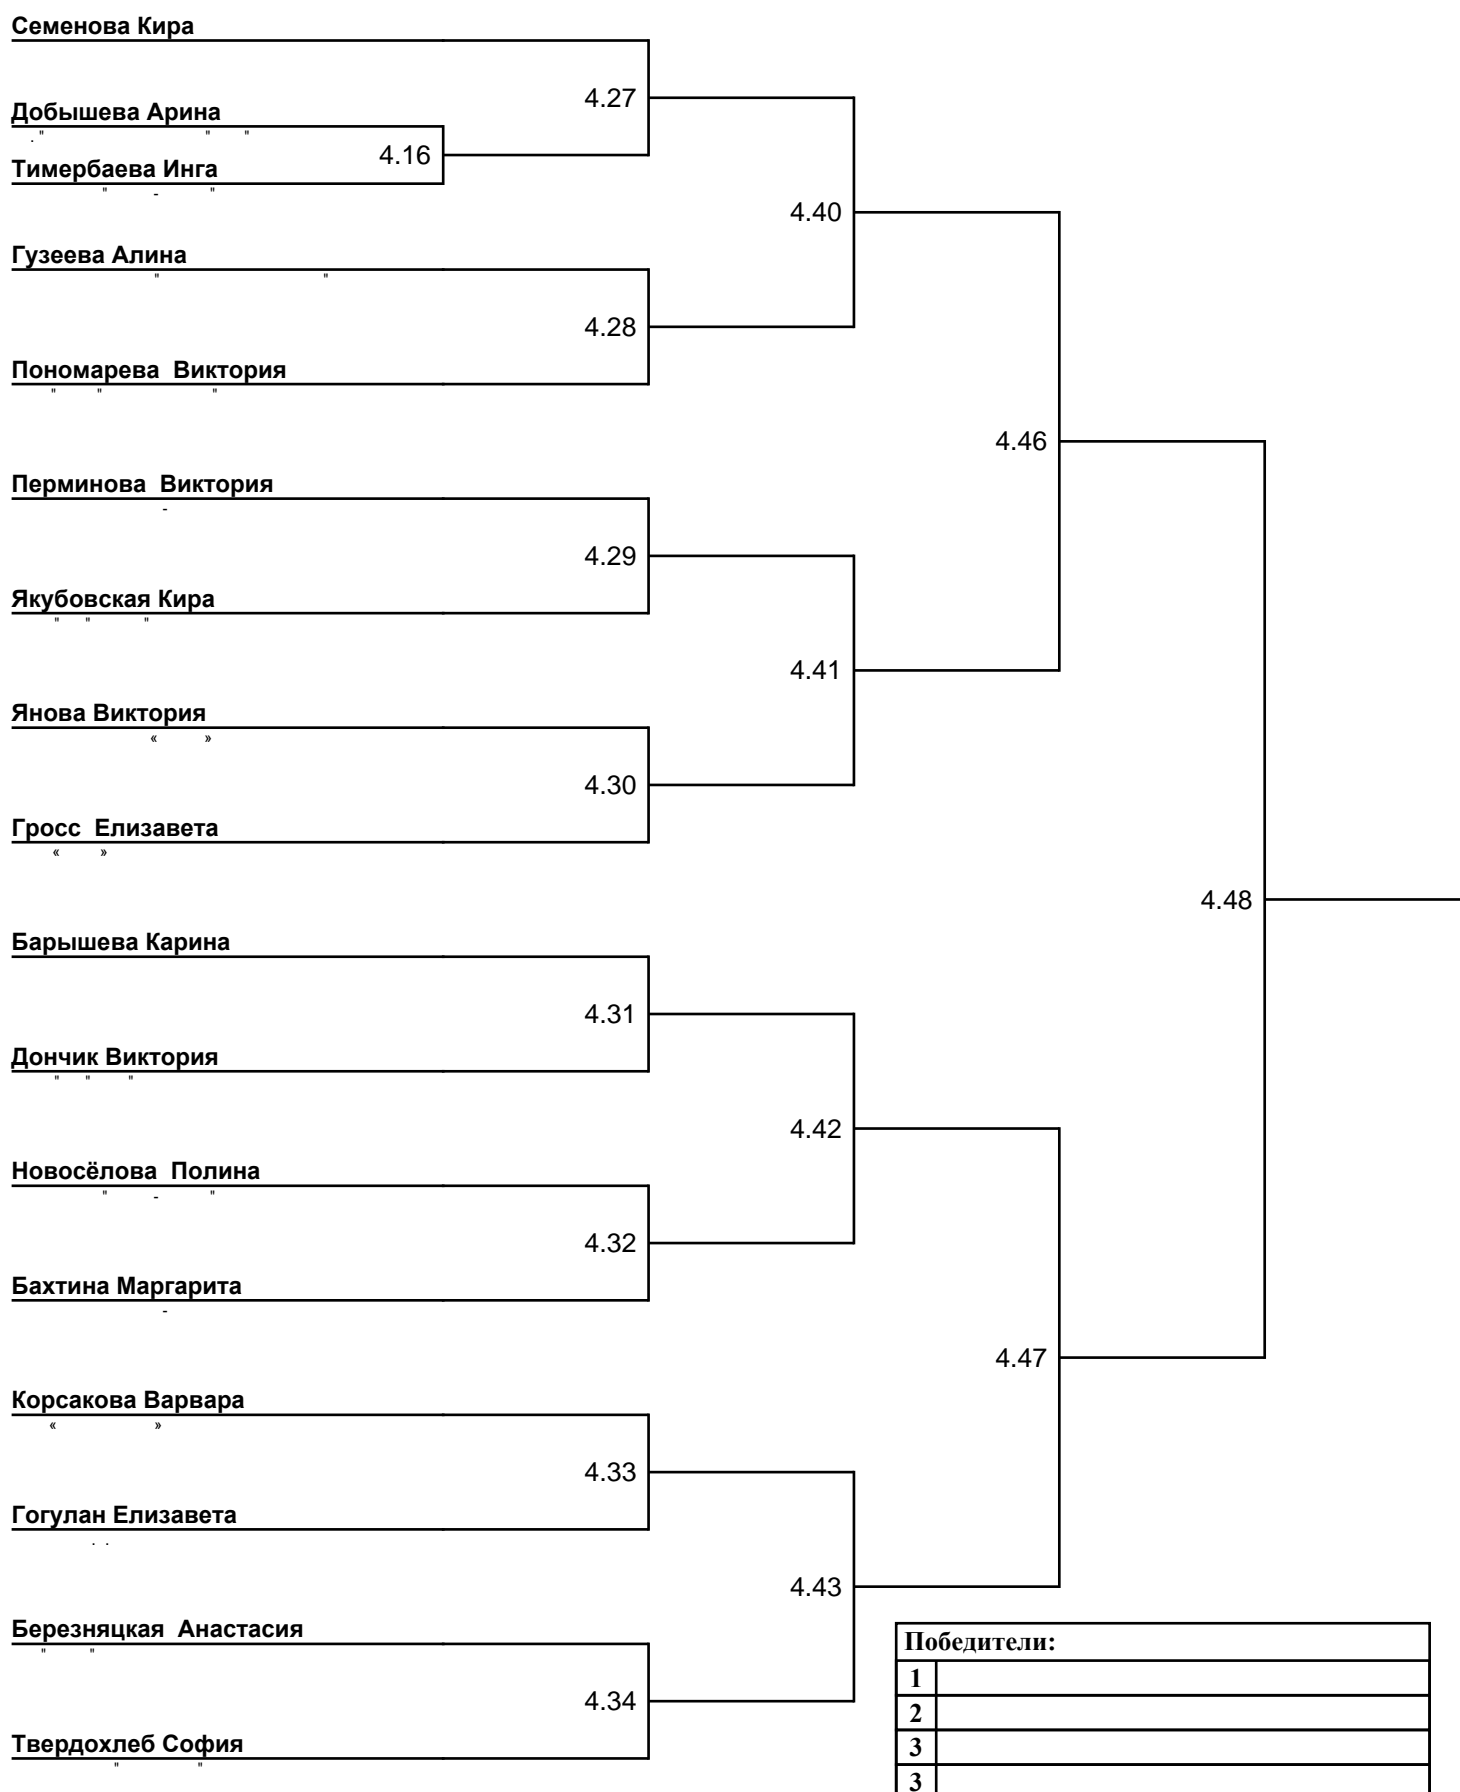 Семенова Кира
4.27
Добышева Арина
." " "
4.16
Тимербаева Инга
" - "
4.40
Гузеева Алина
" "
4.28
Пономарева Виктория
" " "
4.46
Перминова Виктория
-
4.29
Якубовская Кира
" " "
4.41
Янова Виктория
« »
4.30
Гросс Елизавета
« »
4.48
Барышева Карина
4.31
Дончик Виктория
" " "
4.42
Новосёлова Полина
" - "
4.32
Бахтина Маргарита
-
4.47
Корсакова Варвара
« »
4.33
Гогулан Елизавета
. .
4.43
Березняцкая Анастасия
" "
4.34
Твердохлеб София
" "
Победители:
1
2
3
3